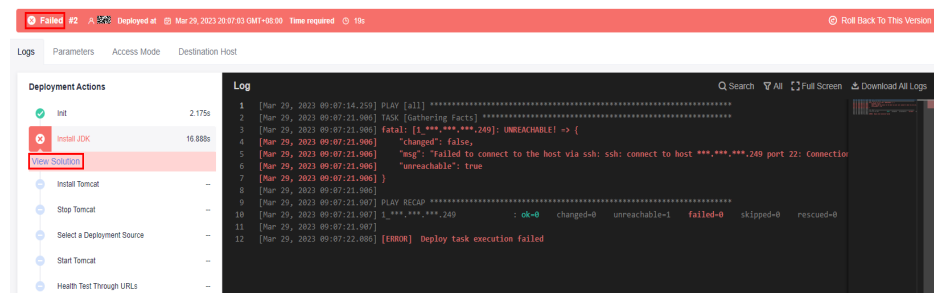 Failed #2 Deployed at Mar 29, 2023 20:07:03 GMT+08:00 Time required 19s Roll Back To This Version
Logs Parameters Access Mode Destination Host
Deployment Actions
Init 2.175s
Install JDK 16.888s
View Solution
Install Tomcat --
Stop Tomcat --
Select a Deployment Source --
Start Tomcat --
Health Test Through URLs --
Log Search All Full Screen Download All Logs
1 [Mar 29, 2023 09:07:14.259] PLAY [all] *********************************************************************
2 [Mar 29, 2023 09:07:21.906] TASK [Gathering Facts] *********************************************************
3 [Mar 29, 2023 09:07:21.906] fatal: [1_***.***.***.249]: UNREACHABLE! => {
4 [Mar 29, 2023 09:07:21.906] "changed": false,
5 [Mar 29, 2023 09:07:21.906] "msg": "Failed to connect to the host via ssh: ssh: connect to host ***.***.***.249 port 22: Connection
6 [Mar 29, 2023 09:07:21.906] "unreachable": true
7 [Mar 29, 2023 09:07:21.906] }
8 [Mar 29, 2023 09:07:21.906]
9 [Mar 29, 2023 09:07:21.907] PLAY RECAP *********************************************************************
10 [Mar 29, 2023 09:07:21.907] 1_***.***.***.249 : ok=0 changed=0 unreachable=1 failed=0 skipped=0 rescued=0
11 [Mar 29, 2023 09:07:21.907]
12 [Mar 29, 2023 09:07:22.086] [ERROR] Deploy task execution failed